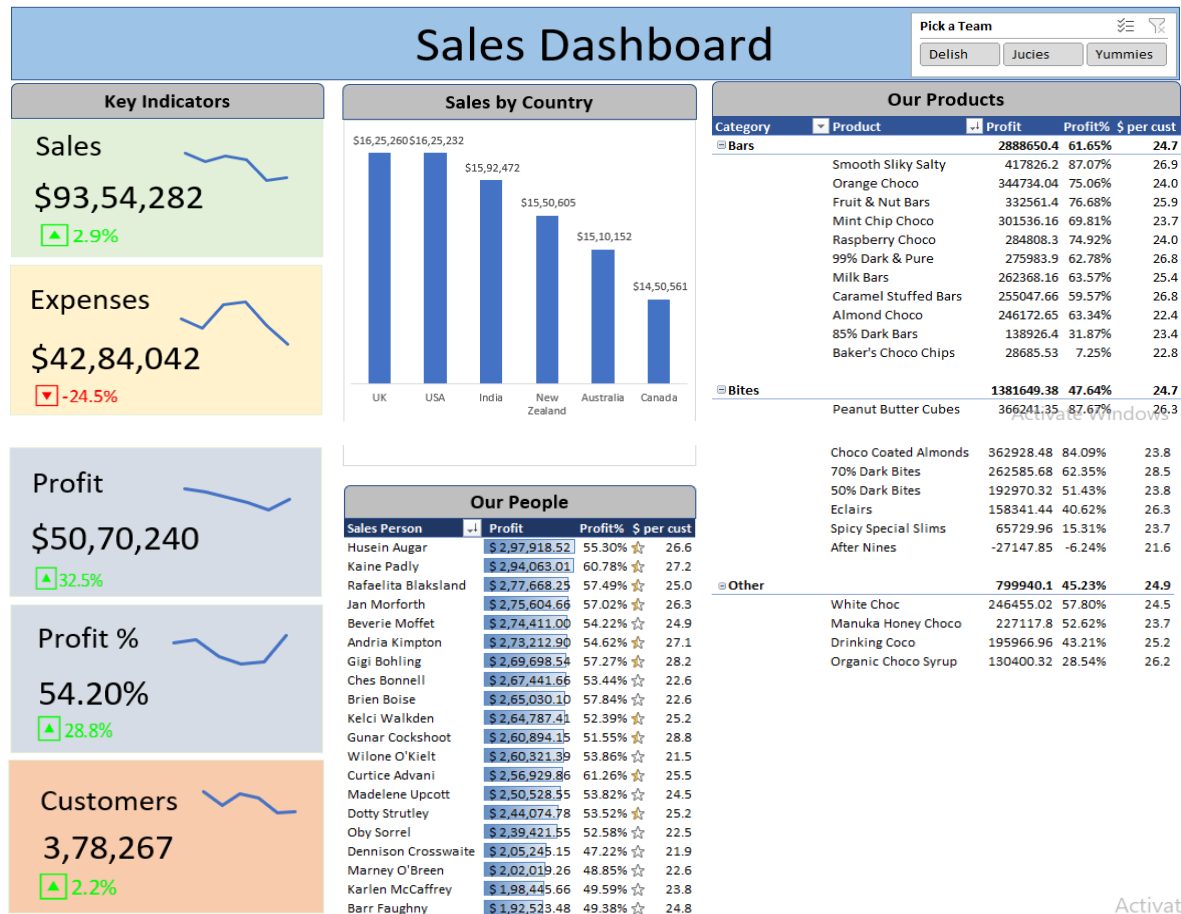 Sales Dashboard
Pick a Team
Delish Jucies Yummies
Key Indicators
Sales
$93,54,282
2.9%
Expenses
$42,84,042
-24.5%
Profit
$50,70,240
32.5%
Profit %
54.20%
28.8%
Customers
3,78,267
2.2%
Sales by Country
$16,25,260 $16,25,232
$15,92,472
$15,50,605
$15,10,152
$14,50,561
UK USA India New Zealand Australia Canada
Our People
Sales Person Profit Profit% $ per cust
Husein Augar $ 2,97,918.52 55.30% 26.6
Kaine Padly $ 2,94,063.01 60.78% 27.2
Rafaelita Blaksland $ 2,77,668.25 57.49% 25.0
Jan Morforth $ 2,75,604.66 57.02% 26.3
Beverie Moffet $ 2,74,411.00 54.22% 24.9
Andria Kimpton $ 2,73,212.90 54.62% 27.1
Gigi Bohling $ 2,69,698.54 57.27% 28.2
Ches Bonnell $ 2,67,441.66 53.44% 22.6
Brien Boise $ 2,65,030.10 57.84% 22.6
Kelci Walkden $ 2,64,787.41 52.39% 25.2
Gunar Cockshoot $ 2,60,894.15 51.55% 28.8
Wilone O'Kielt $ 2,60,321.39 53.86% 21.5
Curtice Advani $ 2,56,929.86 61.26% 25.5
Madelene Upcott $ 2,50,528.55 53.82% 24.5
Dotty Strutley $ 2,44,074.78 53.52% 25.2
Oby Sorrel $ 2,39,421.55 52.58% 22.5
Dennison Crosswaite $ 2,05,245.15 47.22% 21.9
Marney O'Breen $ 2,02,019.26 48.85% 22.6
Karlen McCaffrey $ 1,98,445.66 49.59% 23.8
Barr Faughny $ 1,92,523.48 49.38% 24.8
Our Products
Category Product Profit Profit% $ per cust
Bars 2888650.4 61.65% 24.7
Smooth Sliky Salty 417826.2 87.07% 26.9
Orange Choco 344734.04 75.06% 24.0
Fruit & Nut Bars 332561.4 76.68% 25.9
Mint Chip Choco 301536.16 69.81% 23.7
Raspberry Choco 284808.3 74.92% 24.0
99% Dark & Pure 275983.9 62.78% 26.8
Milk Bars 262368.16 63.57% 25.4
Caramel Stuffed Bars 255047.66 59.57% 26.8
Almond Choco 246172.65 63.34% 22.4
85% Dark Bars 138926.4 31.87% 23.4
Baker's Choco Chips 28685.53 7.25% 22.8
Bites 1381649.38 47.64% 24.7
Peanut Butter Cubes 366241.35 87.67% 26.3
Activate Windows
Choco Coated Almonds 362928.48 84.09% 23.8
70% Dark Bites 262585.68 62.35% 28.5
50% Dark Bites 192970.32 51.43% 23.8
Eclairs 158341.44 40.62% 26.3
Spicy Special Slims 65729.96 15.31% 23.7
After Nines -27147.85 -6.24% 21.6
Other 799940.1 45.23% 24.9
White Choc 246455.02 57.80% 24.5
Manuka Honey Choco 227117.8 52.62% 23.7
Drinking Coco 195966.96 43.21% 25.2
Organic Choco Syrup 130400.32 28.54% 26.2
Activat